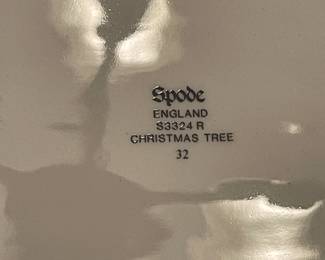 Spode
ENGLAND
S3324 R
CHRISTMAS TREE
32